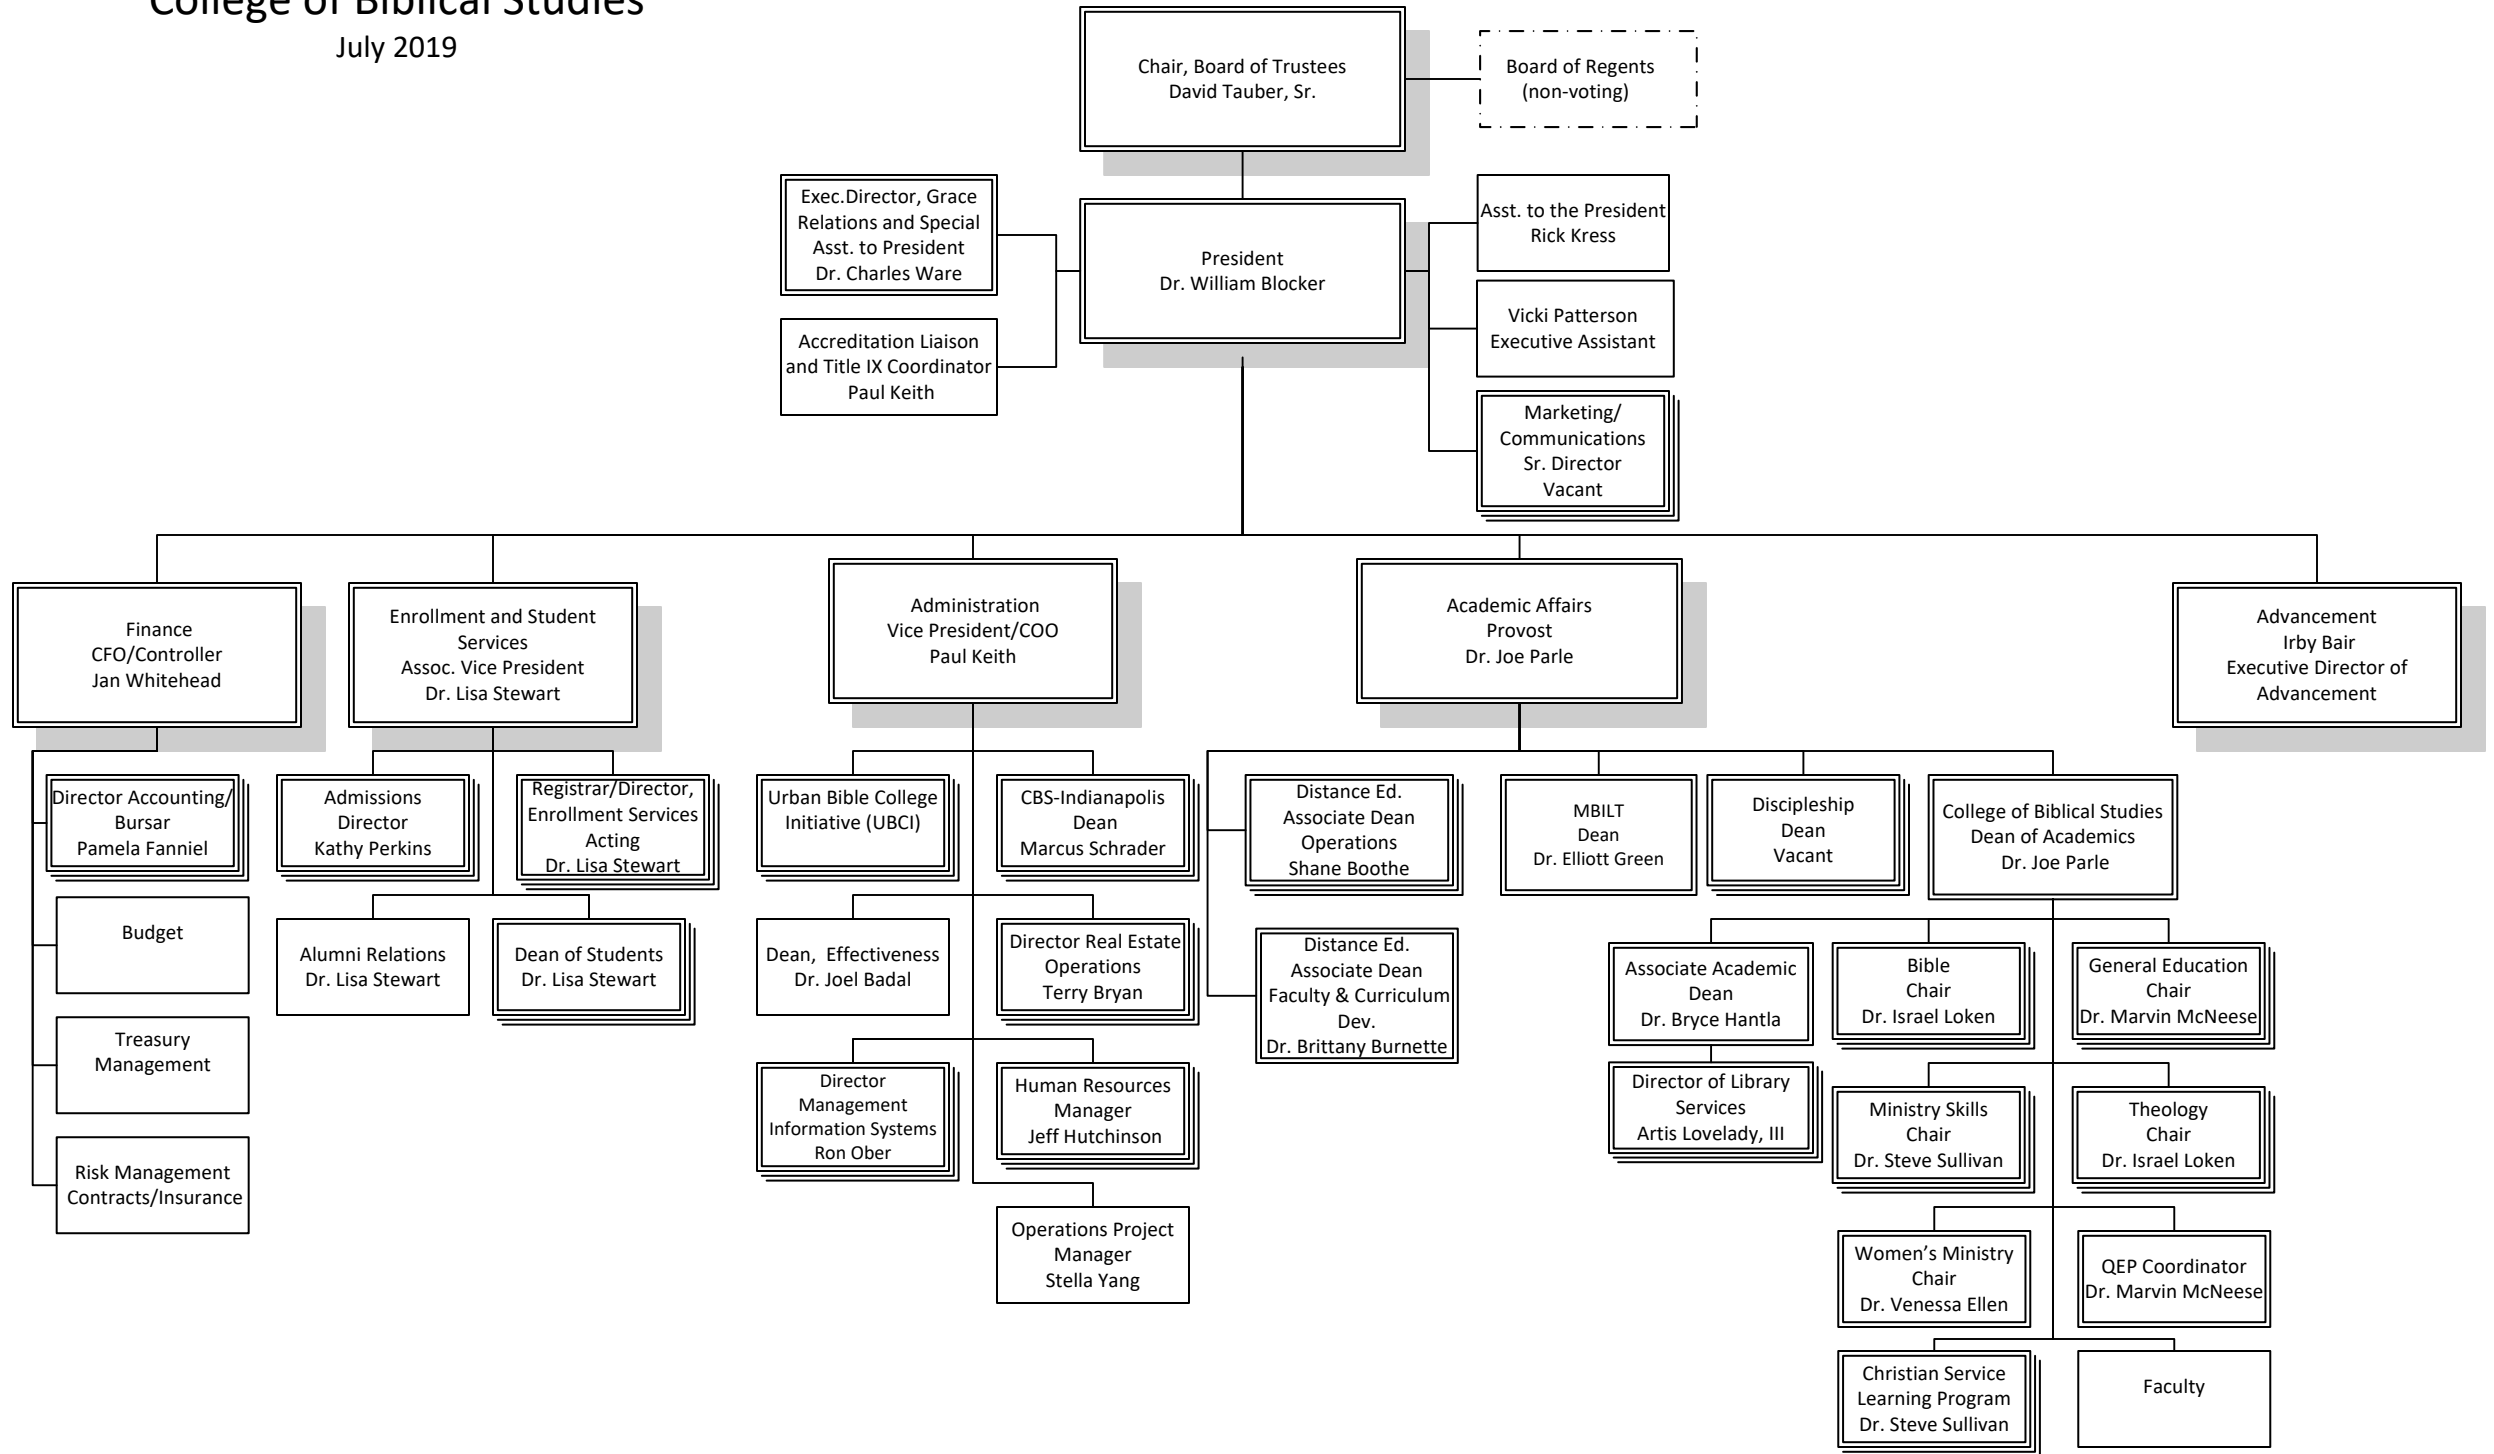 College of Biblical Studies
July 2019
Chair, Board of Trustees
David Tauber, Sr.
Board of Regents
(non-voting)
Exec.Director, Grace
Relations and Special
Asst. to President
Dr. Charles Ware
President
Dr. William Blocker
Asst. to the President
Rick Kress
Accreditation Liaison
and Title IX Coordinator
Paul Keith
Vicki Patterson
Executive Assistant
Marketing/
Communications
Sr. Director
Vacant
Finance
CFO/Controller
Jan Whitehead
Enrollment and Student
Services
Assoc. Vice President
Dr. Lisa Stewart
Administration
Vice President/COO
Paul Keith
Academic Affairs
Provost
Dr. Joe Parle
Advancement
Irby Bair
Executive Director of
Advancement
Director Accounting/
Bursar
Pamela Fanniel
Admissions
Director
Kathy Perkins
Registrar/Director,
Enrollment Services
Acting
Dr. Lisa Stewart
Urban Bible College
Initiative (UBCI)
CBS-Indianapolis
Dean
Marcus Schrader
Distance Ed.
Associate Dean
Operations
Shane Boothe
MBILT
Dean
Dr. Elliott Green
Discipleship
Dean
Vacant
College of Biblical Studies
Dean of Academics
Dr. Joe Parle
Budget
Alumni Relations
Dr. Lisa Stewart
Dean of Students
Dr. Lisa Stewart
Dean,  Effectiveness
Dr. Joel Badal
Director Real Estate
Operations
Terry Bryan
Distance Ed.
Associate Dean
Faculty & Curriculum
Dev.
Dr. Brittany Burnette
Associate Academic
Dean
Dr. Bryce Hantla
Bible
Chair
Dr. Israel Loken
General Education
Chair
Dr. Marvin McNeese
Treasury
Management
Director
Management
Information Systems
Ron Ober
Human Resources
Manager
Jeff Hutchinson
Director of Library
Services
Artis Lovelady, III
Ministry Skills
Chair
Dr. Steve Sullivan
Theology
Chair
Dr. Israel Loken
Risk Management
Contracts/Insurance
Operations Project
Manager
Stella Yang
Women’s Ministry
Chair
Dr. Venessa Ellen
QEP Coordinator
Dr. Marvin McNeese
Christian Service
Learning Program
Dr. Steve Sullivan
Faculty